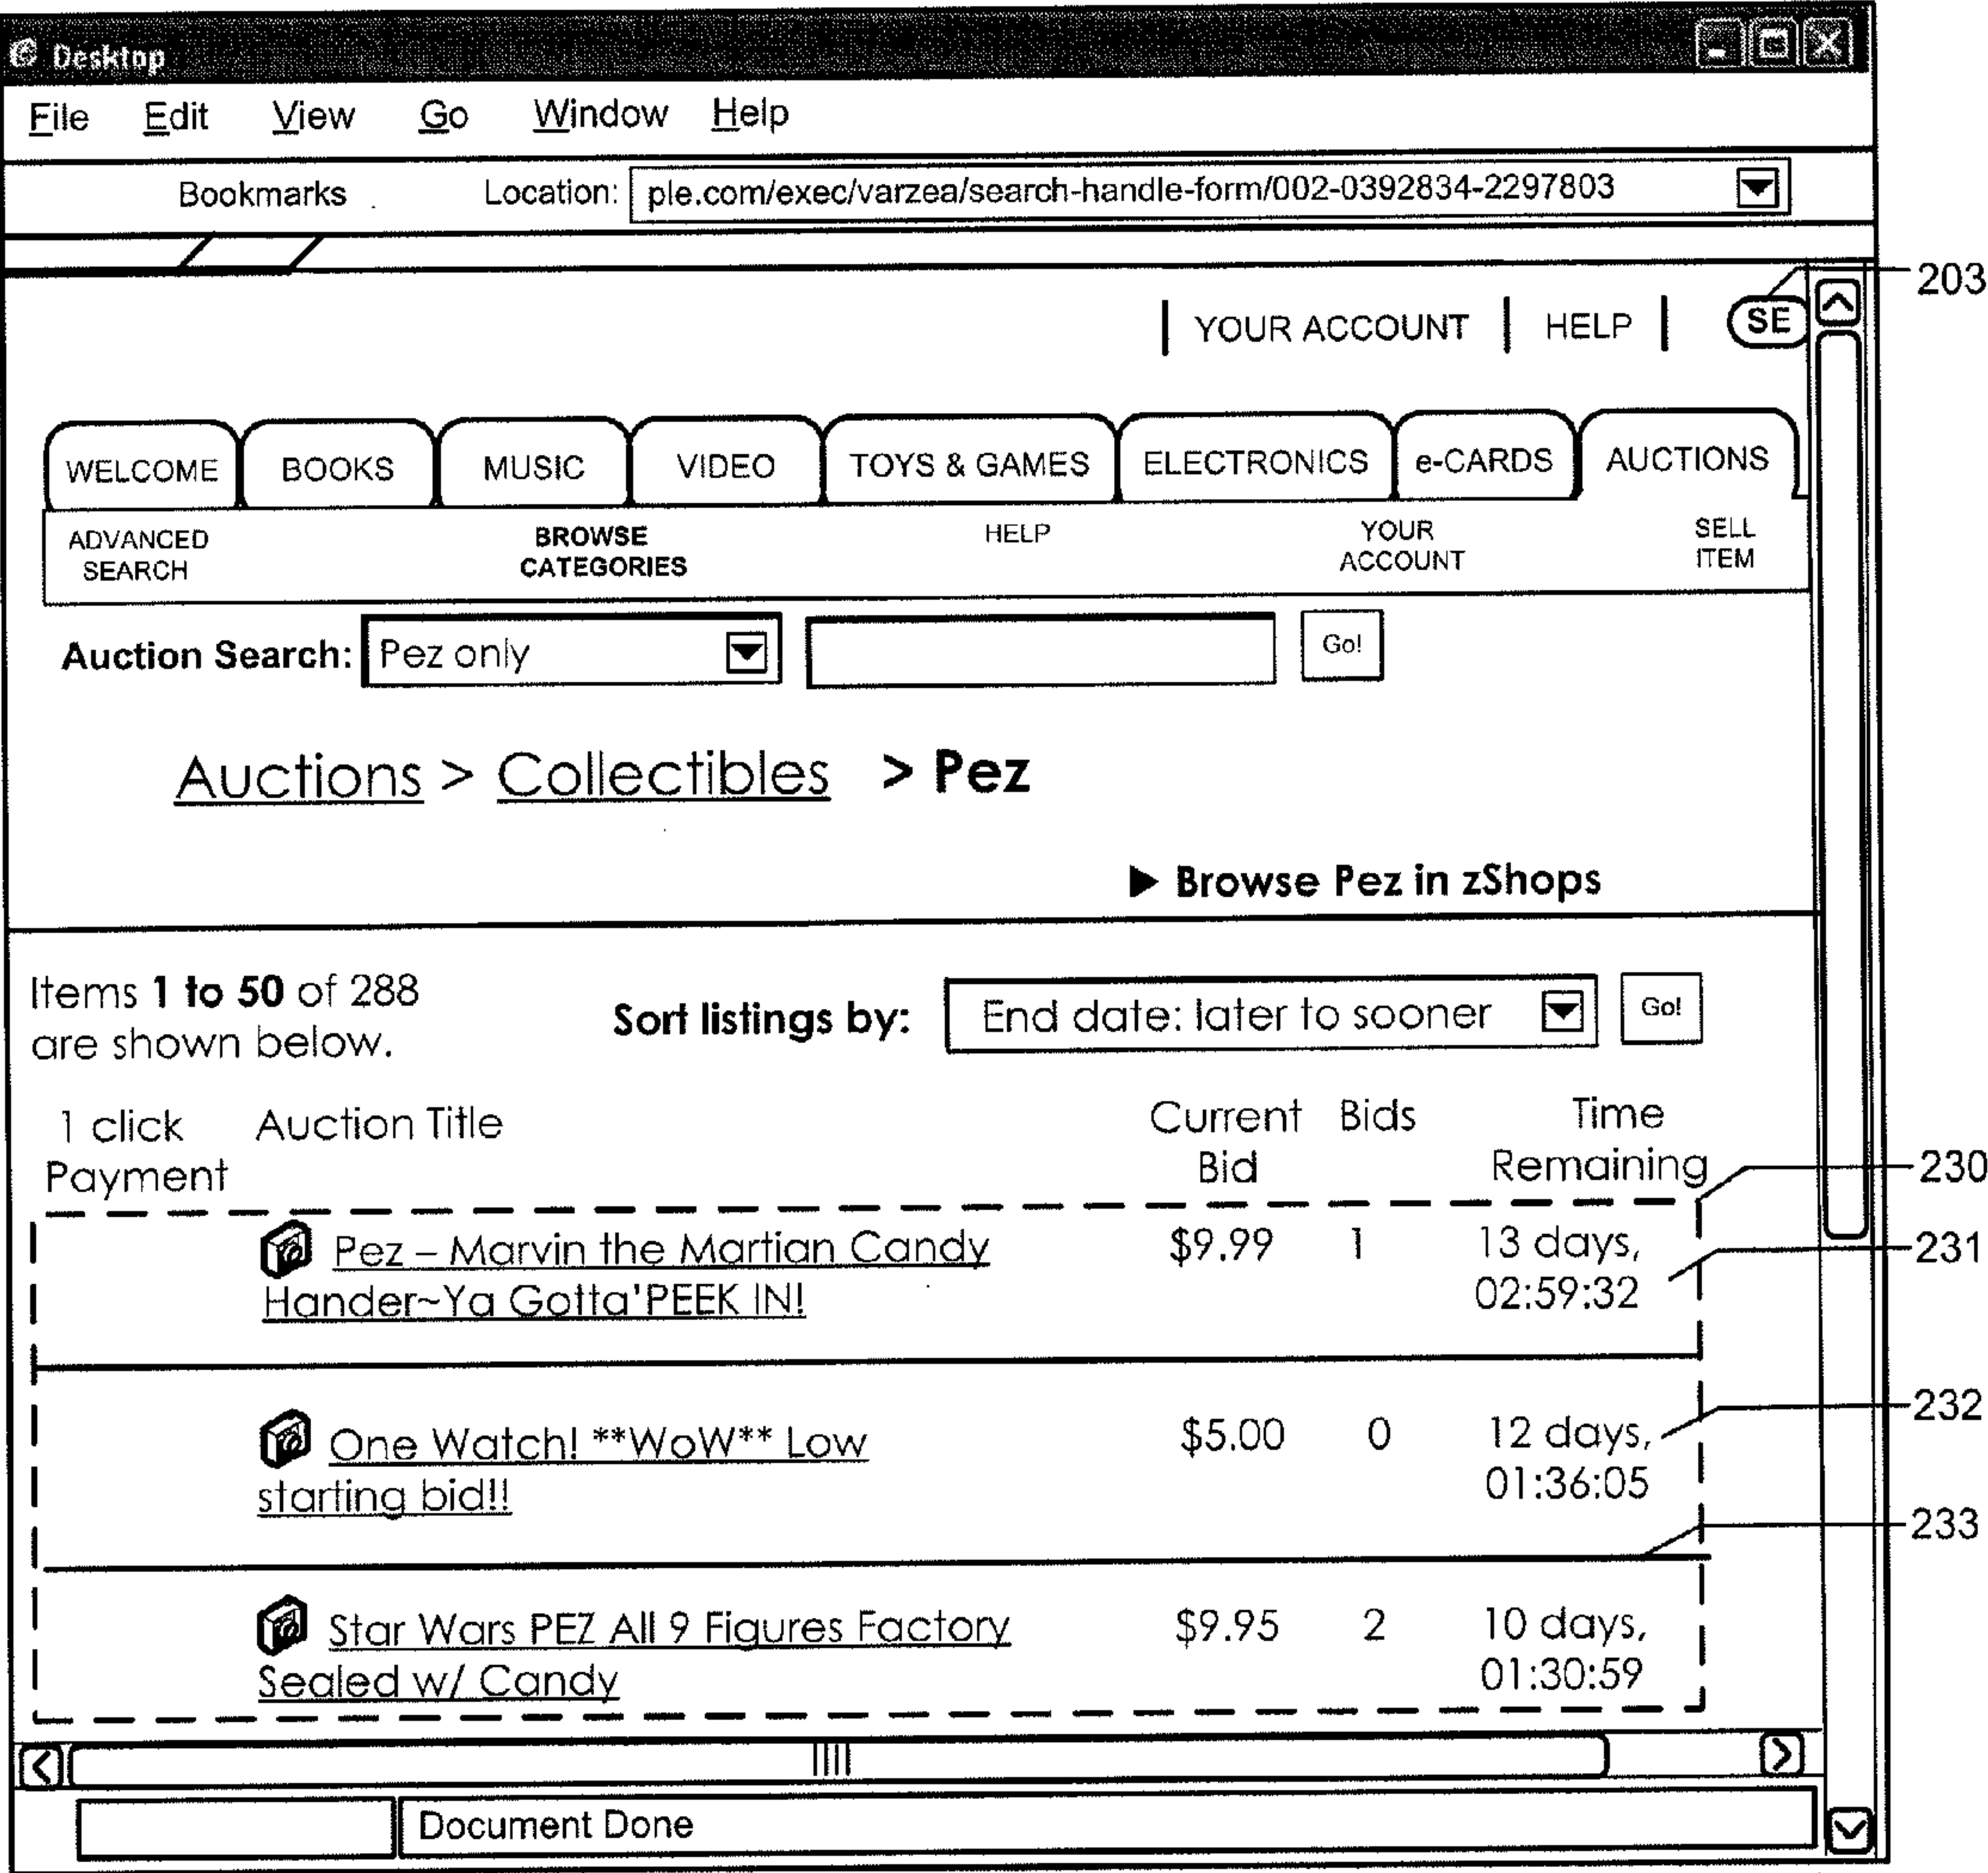 Desktop
File Edit View Go Window Help
Bookmarks Location: ple.com/exec/varzea/search-handle-form/002-0392834-2297803
203
YOUR ACCOUNT HELP SE
WELCOME BOOKS MUSIC VIDEO TOYS & GAMES ELECTRONICS e-CARDS AUCTIONS
ADVANCED SEARCH BROWSE CATEGORIES HELP YOUR ACCOUNT SELL ITEM
Auction Search: Pez only Go!
Auctions > Collectibles > Pez
▶ Browse Pez in zShops
Items 1 to 50 of 288
are shown below.
Sort listings by: End date: later to sooner Go!
1 click Payment Auction Title Current Bid Bids Time Remaining
230
Pez – Marvin the Martian Candy $9.99 1 13 days,
231
Hander~Ya Gotta'PEEK IN! 02:59:32
232
One Watch! **WoW** Low $5.00 0 12 days,
starting bid!! 01:36:05
233
Star Wars PEZ All 9 Figures Factory $9.95 2 10 days,
Sealed w/ Candy 01:30:59
Document Done